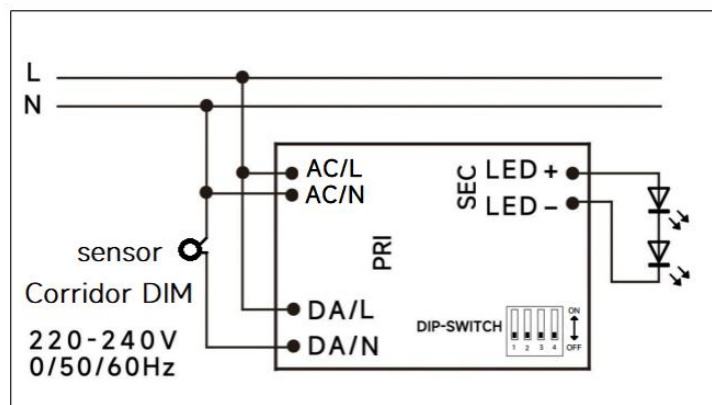 L
N
AC/L
AC/N
SEC
LED +
LED –
PRI
sensor
Corridor DIM
220-240V
0/50/60Hz
DA/L
DA/N
DIP-SWITCH
ON
OFF
1 2 3 4